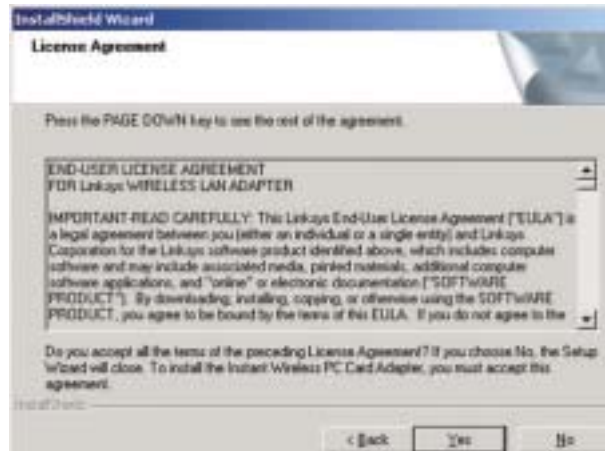 InstallShield Wizard
License Agreement
Press the PAGE DOWN key to see the rest of the agreement.
END-USER LICENSE AGREEMENT
FOR Linksys WIRELESS LAN ADAPTER
IMPORTANT-READ CAREFULLY: This Linksys End-User License Agreement ("EULA") is
a legal agreement between you (either an individual or a single entity) and Linksys
Corporation for the Linksys software product identified above, which includes computer
software and may include associated media, printed materials, additional computer
software applications, and "online" or electronic documentation ("SOFTWARE
PRODUCT"). By downloading, installing, copying, or otherwise using the SOFTWARE
PRODUCT, you agree to be bound by the terms of this EULA. If you do not agree to the
Do you accept all the terms of the preceding License Agreement? If you choose No, the Setup
Wizard will close. To install the Instant Wireless PC Card Adapter, you must accept this
agreement.
InstallShield
< Back Yes No